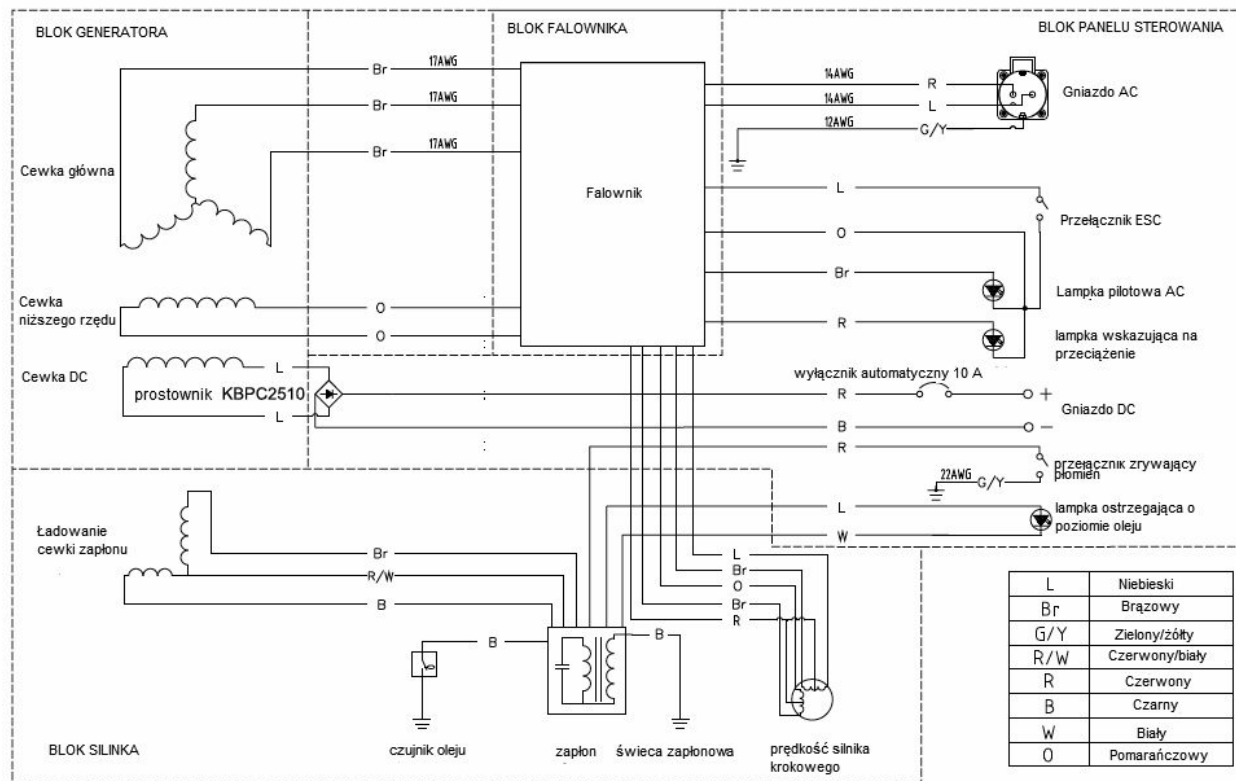 BLOK GENERATORA
BLOK FALOWNIKA
BLOK PANELU STEROWANIA
Br
17AWG
Br
17AWG
Br
17AWG
14AWG
R
14AWG
L
12AWG
G/Y
Gniazdo AC
Cewka główna
Falownik
L
Przełącznik ESC
O
Br
Lampka pilotowa AC
Cewka
niższego rzędu
O
O
R
lampka wskazująca na
przeciążenie
Cewka DC
L
prostownik KBPC2510
L
wyłącznik automatyczny 10 A
R
+
Gniazdo DC
B
−
R
przełącznik zrywający
płomień
22AWG
G/Y
L
lampka ostrzegająca o
poziomie oleju
W
Ładowanie
cewki zapłonu
Br
R/W
B
L
Br
O
Br
R
B
B
BLOK SILINKA
czujnik oleju
zapłon
świeca zapłonowa
prędkość silnika
krokowego
L Niebieski
Br Brązowy
G/Y Zielony/żółty
R/W Czerwony/biały
R Czerwony
B Czarny
W Biały
O Pomarańczowy